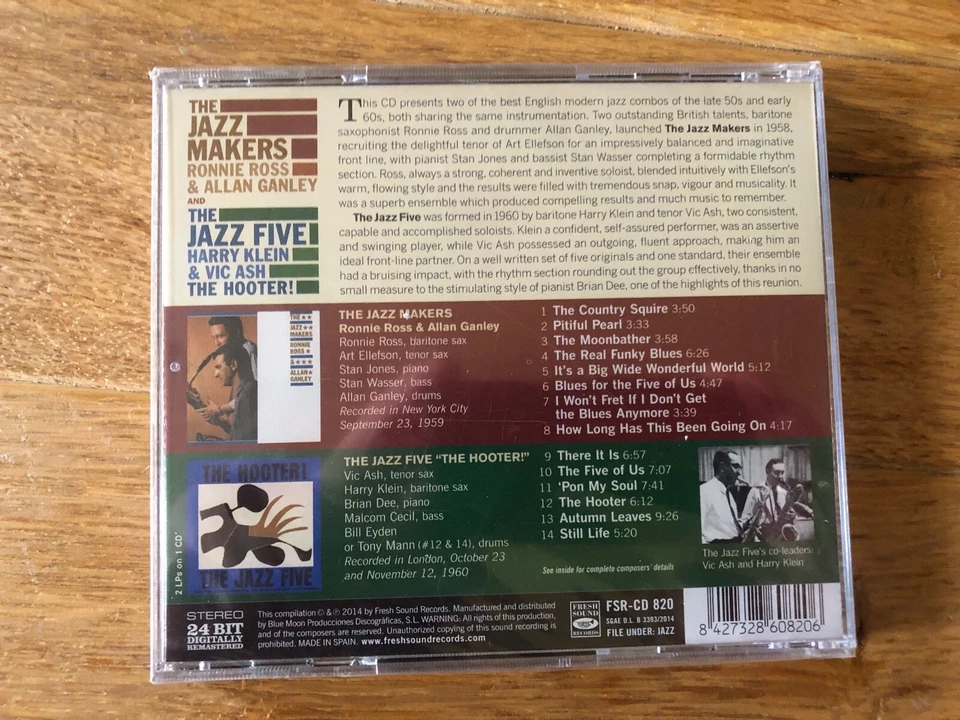 THE
JAZZ
MAKERS
RONNIE ROSS
& ALLAN GANLEY
AND
THE
JAZZ FIVE
HARRY KLEIN
& VIC ASH
THE HOOTER!
This CD presents two of the best English modern jazz combos of the late 50s and early
60s, both sharing the same instrumentation. Two outstanding British talents, baritone
saxophonist Ronnie Ross and drummer Allan Ganley, launched The Jazz Makers in 1958,
recruiting the delightful tenor of Art Ellefson for an impressively balanced and imaginative
front line, with pianist Stan Jones and bassist Stan Wasser completing a formidable rhythm
section. Ross, always a strong, coherent and inventive soloist, blended intuitively with Ellefson's
warm, flowing style and the results were filled with tremendous snap, vigour and musicality. It
was a superb ensemble which produced compelling results and much music to remember.
The Jazz Five was formed in 1960 by baritone Harry Klein and tenor Vic Ash, two consistent,
capable and accomplished soloists. Klein a confident, self-assured performer, was an assertive
and swinging player, while Vic Ash possessed an outgoing, fluent approach, making him an
ideal front-line partner. On a well written set of five originals and one standard, their ensemble
had a bruising impact, with the rhythm section rounding out the group effectively, thanks in no
small measure to the stimulating style of pianist Brian Dee, one of the highlights of this reunion.
THE
JAZZ
MAKERS
RONNIE
ROSS
&
ALLAN
GANLEY
THE JAZZ MAKERS
Ronnie Ross & Allan Ganley
Ronnie Ross, baritone sax
Art Ellefson, tenor sax
Stan Jones, piano
Stan Wasser, bass
Allan Ganley, drums
Recorded in New York City
September 23, 1959
1 The Country Squire 3:50
2 Pitiful Pearl 3:33
3 The Moonbather 3:58
4 The Real Funky Blues 6:26
5 It's a Big Wide Wonderful World 5:12
6 Blues for the Five of Us 4:47
7 I Won't Fret If I Don't Get
the Blues Anymore 3:39
8 How Long Has This Been Going On 4:17
THE HOOTER!
THE JAZZ FIVE
THE JAZZ FIVE "THE HOOTER!"
Vic Ash, tenor sax
Harry Klein, baritone sax
Brian Dee, piano
Malcom Cecil, bass
Bill Eyden
or Tony Mann (#12 & 14), drums
Recorded in London, October 23
and November 12, 1960
9 There It Is 6:57
10 The Five of Us 7:07
11 'Pon My Soul 7:41
12 The Hooter 6:12
13 Autumn Leaves 9:26
14 Still Life 5:20
See inside for complete composers' details
The Jazz Five's co-leaders:
Vic Ash and Harry Klein
2 LPs on 1 CD
STEREO
24 BIT
DIGITALLY
REMASTERED
This compilation © & ℗ 2014 by Fresh Sound Records. Manufactured and distributed
by Blue Moon Producciones Discográficas, S.L. WARNING: All rights of this production,
and of the composers are reserved. Unauthorized copying of this sound recording is
prohibited. MADE IN SPAIN. www.freshsoundrecords.com
FRESH
SOUND
RECORDS
FSR-CD 820
SGAE D.L. B 3393/2014
FILE UNDER: JAZZ
8 427328 608206